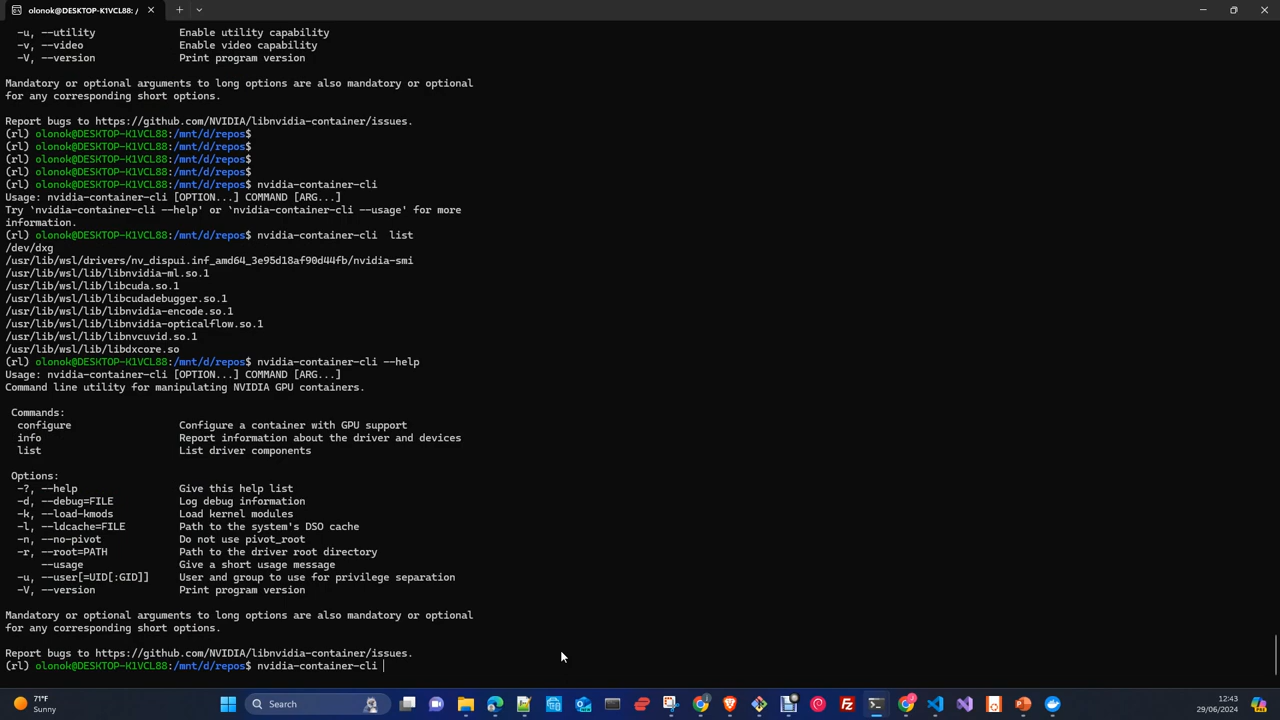 olonok@DESKTOP-K1VCL88: /
-u, --utility Enable utility capability
-v, --video Enable video capability
-V, --version Print program version
Mandatory or optional arguments to long options are also mandatory or optional
for any corresponding short options.
Report bugs to https://github.com/NVIDIA/libnvidia-container/issues.
(rl) olonok@DESKTOP-K1VCL88:/mnt/d/repos$
(rl) olonok@DESKTOP-K1VCL88:/mnt/d/repos$
(rl) olonok@DESKTOP-K1VCL88:/mnt/d/repos$
(rl) olonok@DESKTOP-K1VCL88:/mnt/d/repos$
(rl) olonok@DESKTOP-K1VCL88:/mnt/d/repos$ nvidia-container-cli
Usage: nvidia-container-cli [OPTION...] COMMAND [ARG...]
Try `nvidia-container-cli --help' or `nvidia-container-cli --usage' for more
information.
(rl) olonok@DESKTOP-K1VCL88:/mnt/d/repos$ nvidia-container-cli  list
/dev/dxg
/usr/lib/wsl/drivers/nv_dispui.inf_amd64_3e95d18af90d44fb/nvidia-smi
/usr/lib/wsl/lib/libnvidia-ml.so.1
/usr/lib/wsl/lib/libcuda.so.1
/usr/lib/wsl/lib/libcudadebugger.so.1
/usr/lib/wsl/lib/libnvidia-encode.so.1
/usr/lib/wsl/lib/libnvidia-opticalflow.so.1
/usr/lib/wsl/lib/libnvcuvid.so.1
/usr/lib/wsl/lib/libdxcore.so
(rl) olonok@DESKTOP-K1VCL88:/mnt/d/repos$ nvidia-container-cli --help
Usage: nvidia-container-cli [OPTION...] COMMAND [ARG...]
Command line utility for manipulating NVIDIA GPU containers.
Commands:
configure Configure a container with GPU support
info Report information about the driver and devices
list List driver components
Options:
-?, --help Give this help list
-d, --debug=FILE Log debug information
-k, --load-kmods Load kernel modules
-l, --ldcache=FILE Path to the system's DSO cache
-n, --no-pivot Do not use pivot_root
-r, --root=PATH Path to the driver root directory
--usage Give a short usage message
-u, --user[=UID[:GID]] User and group to use for privilege separation
-V, --version Print program version
Mandatory or optional arguments to long options are also mandatory or optional
for any corresponding short options.
Report bugs to https://github.com/NVIDIA/libnvidia-container/issues.
(rl) olonok@DESKTOP-K1VCL88:/mnt/d/repos$ nvidia-container-cli
71°F
Sunny
Search
12:43
29/06/2024